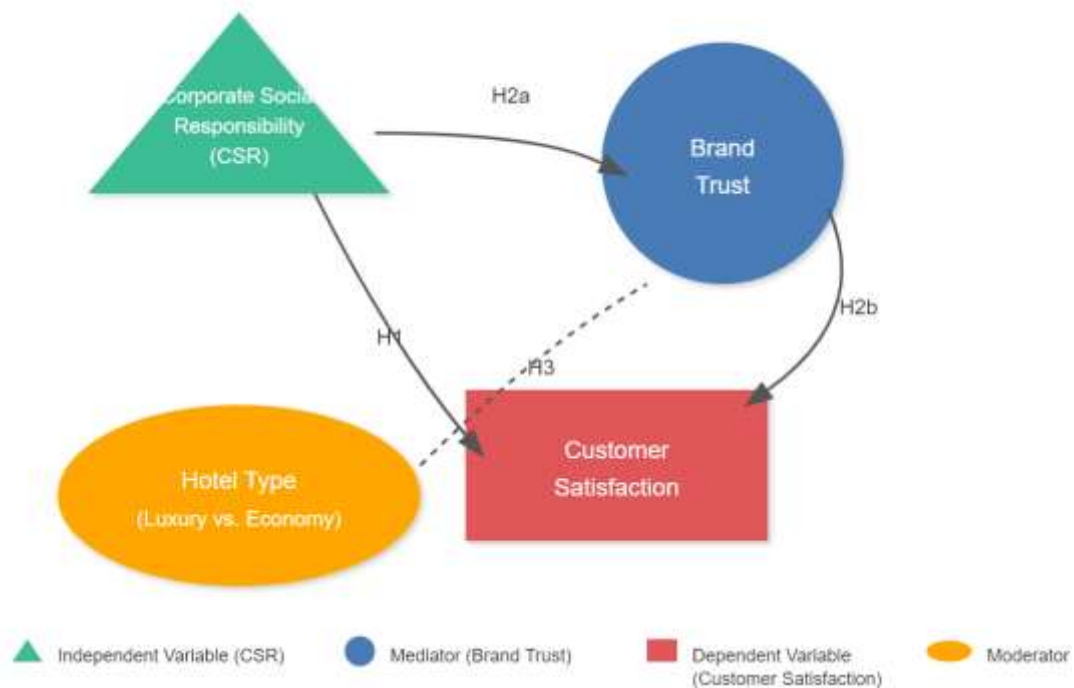 Corporate Social
Responsibility
(CSR)
H2a
Brand
Trust
H1
H2b
H3
Customer
Satisfaction
Hotel Type
(Luxury vs. Economy)
Independent Variable (CSR)
Mediator (Brand Trust)
Dependent Variable
(Customer Satisfaction)
Moderator